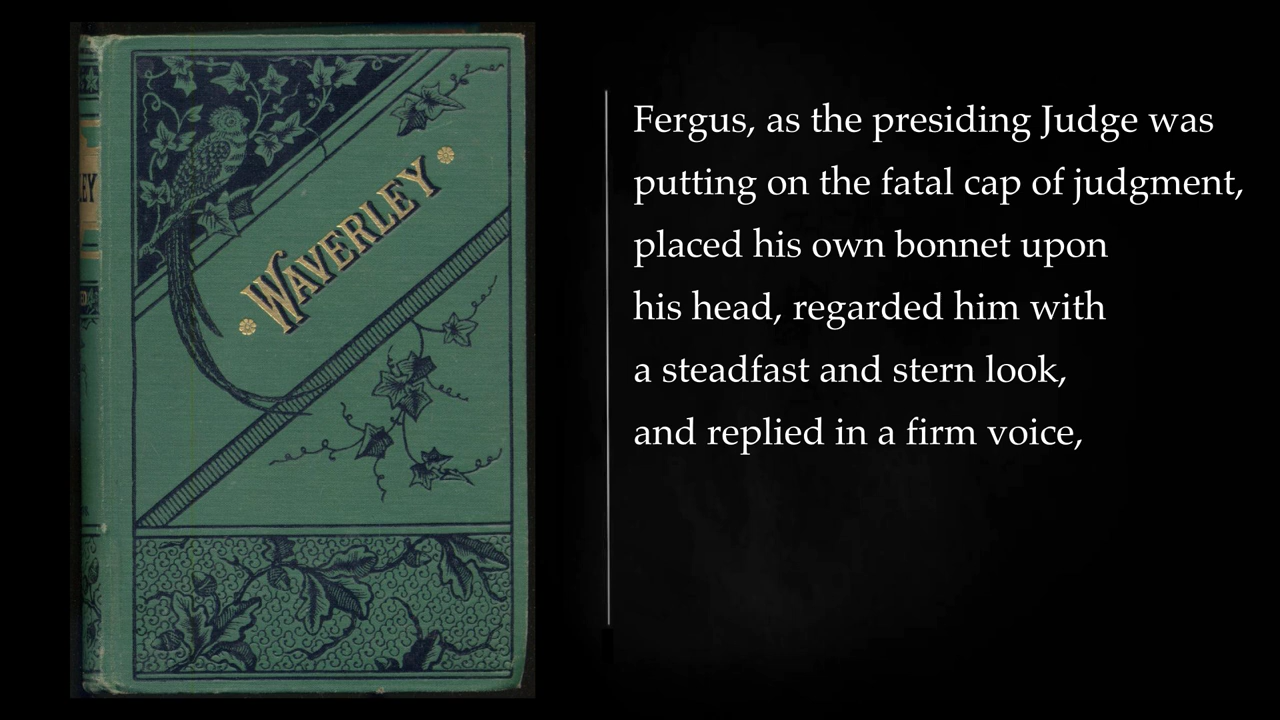 WAVERLEY
EY
Fergus, as the presiding Judge was
putting on the fatal cap of judgment,
placed his own bonnet upon
his head, regarded him with
a steadfast and stern look,
and replied in a firm voice,